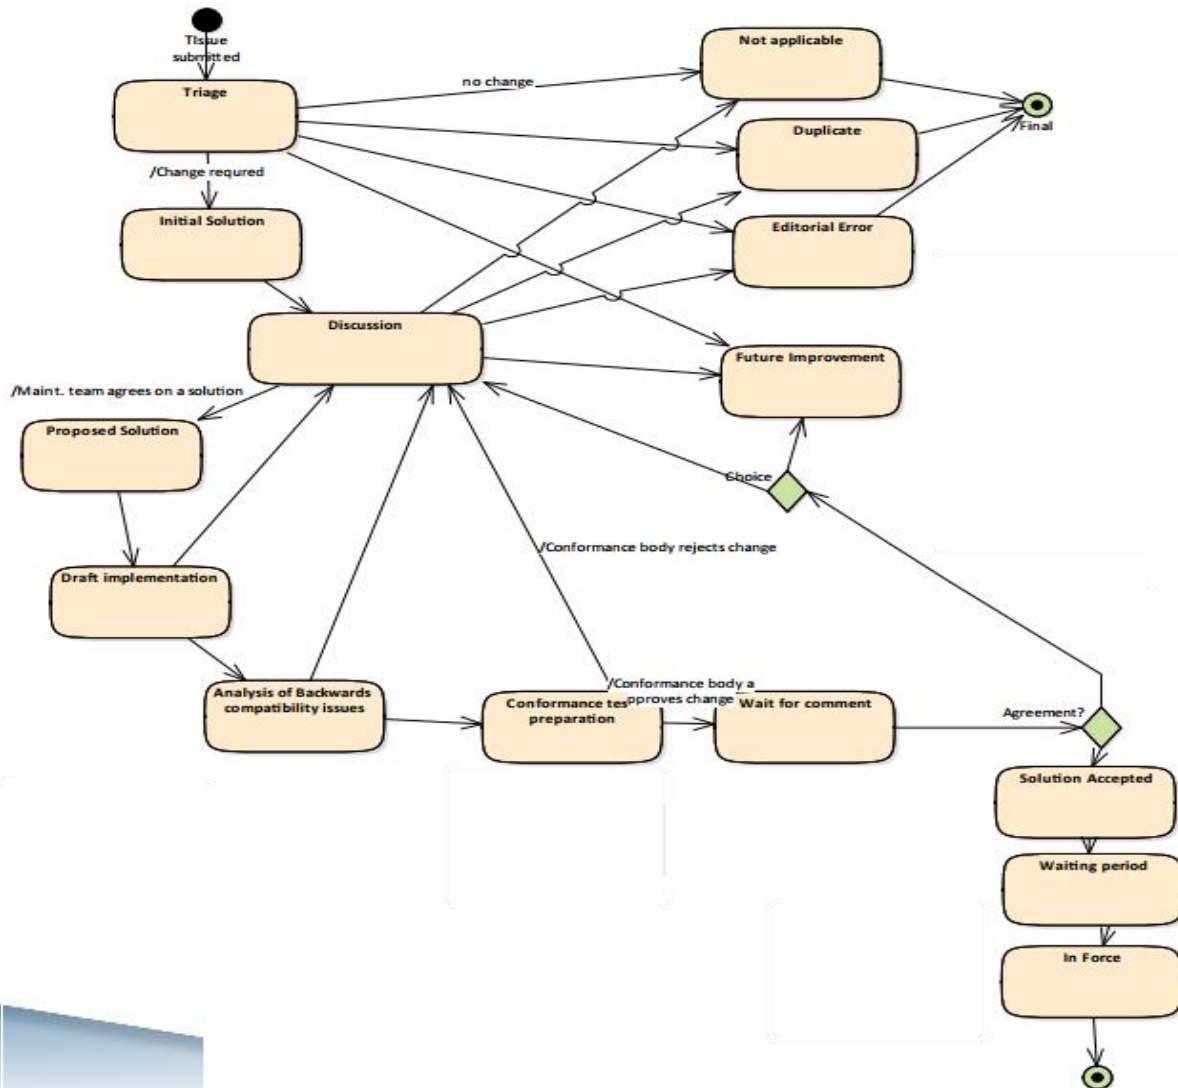 TIssue
submitted
Triage
no change
Not applicable
/Final
Duplicate
/Change requred
Initial Solution
Editorial Error
Discussion
Future Improvement
/Maint. team agrees on a solution
Proposed Solution
Choice
/Conformance body rejects change
Draft implementation
Analysis of Backwards
compatibility issues
/Conformance body a
pproves change
Conformance tes
preparation
Wait for comment
Agreement?
Solution Accepted
Waiting period
In Force